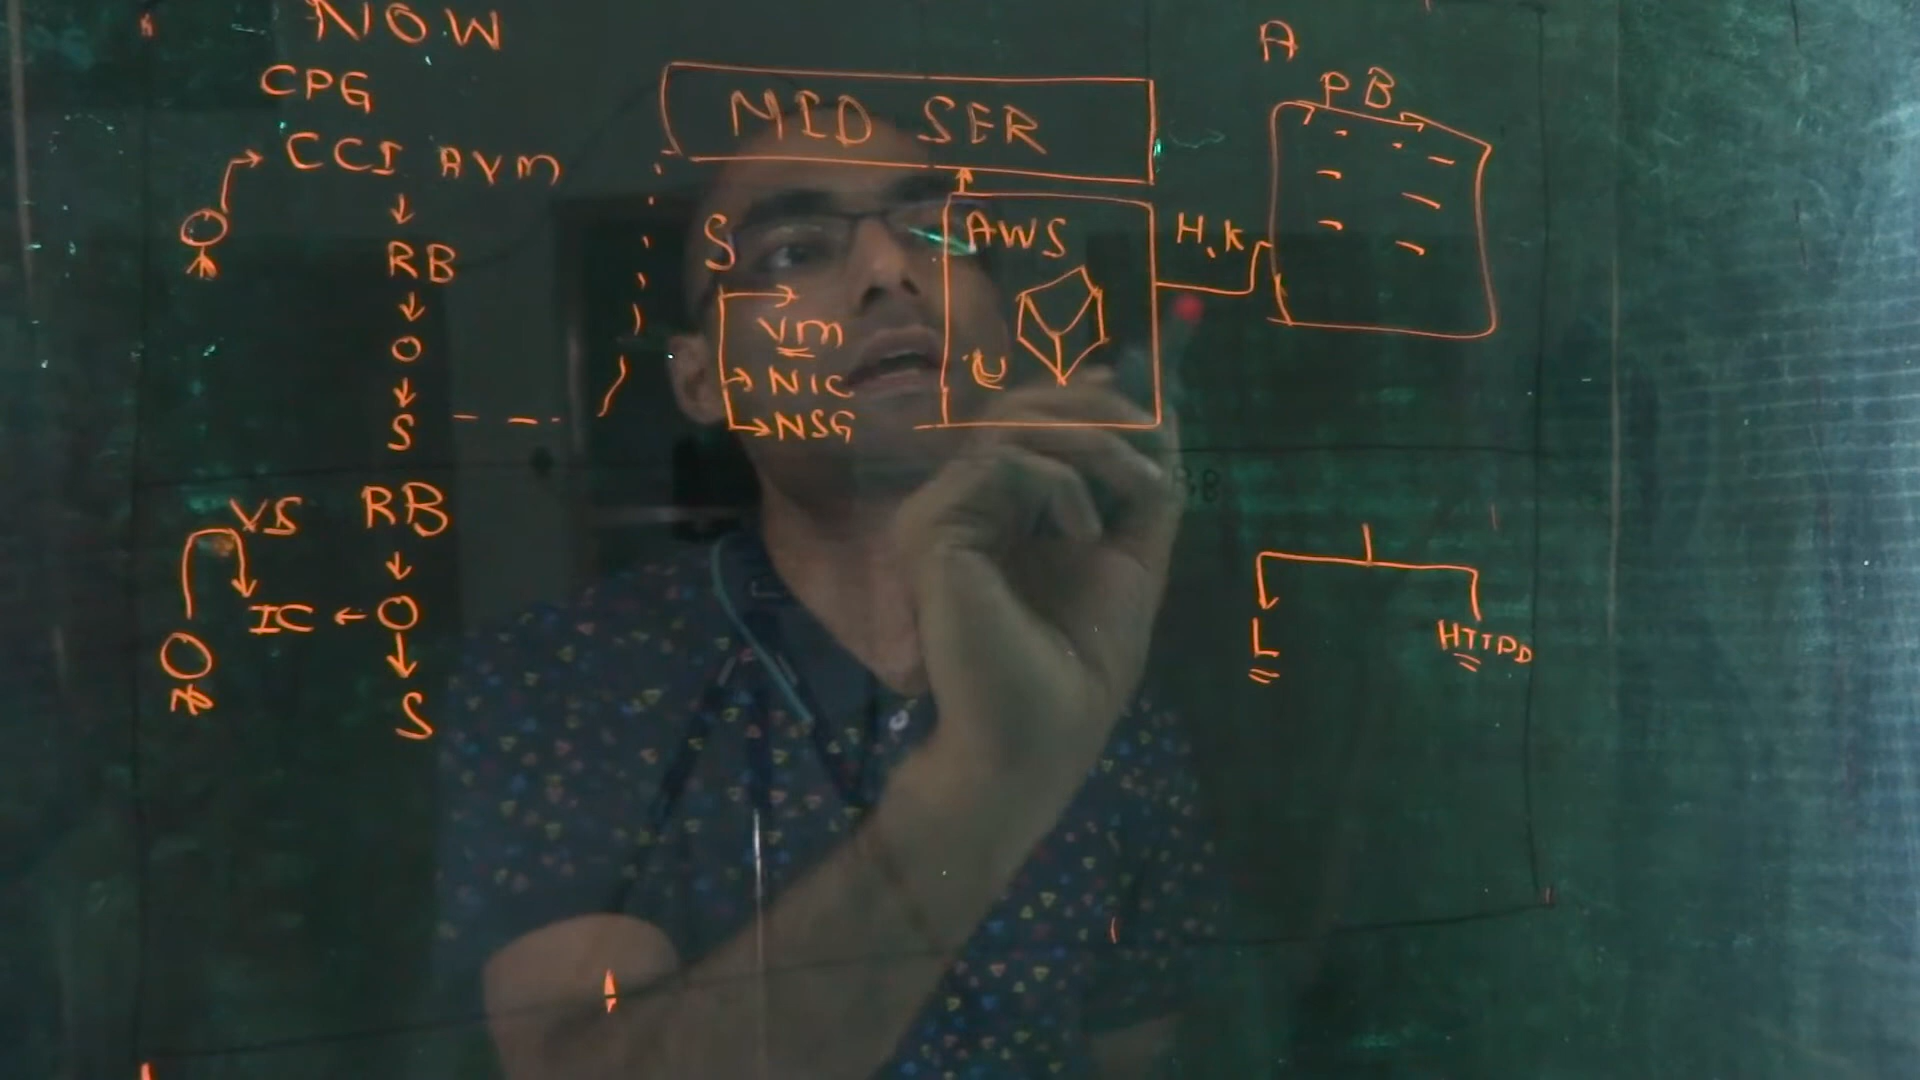 NOW
CPG
CCI AVM
RB
O
S
VS RB
IC O
S
MID SER
S
VM
NIC
NSG
AWS
H,K
A
PB
L
HTTPD